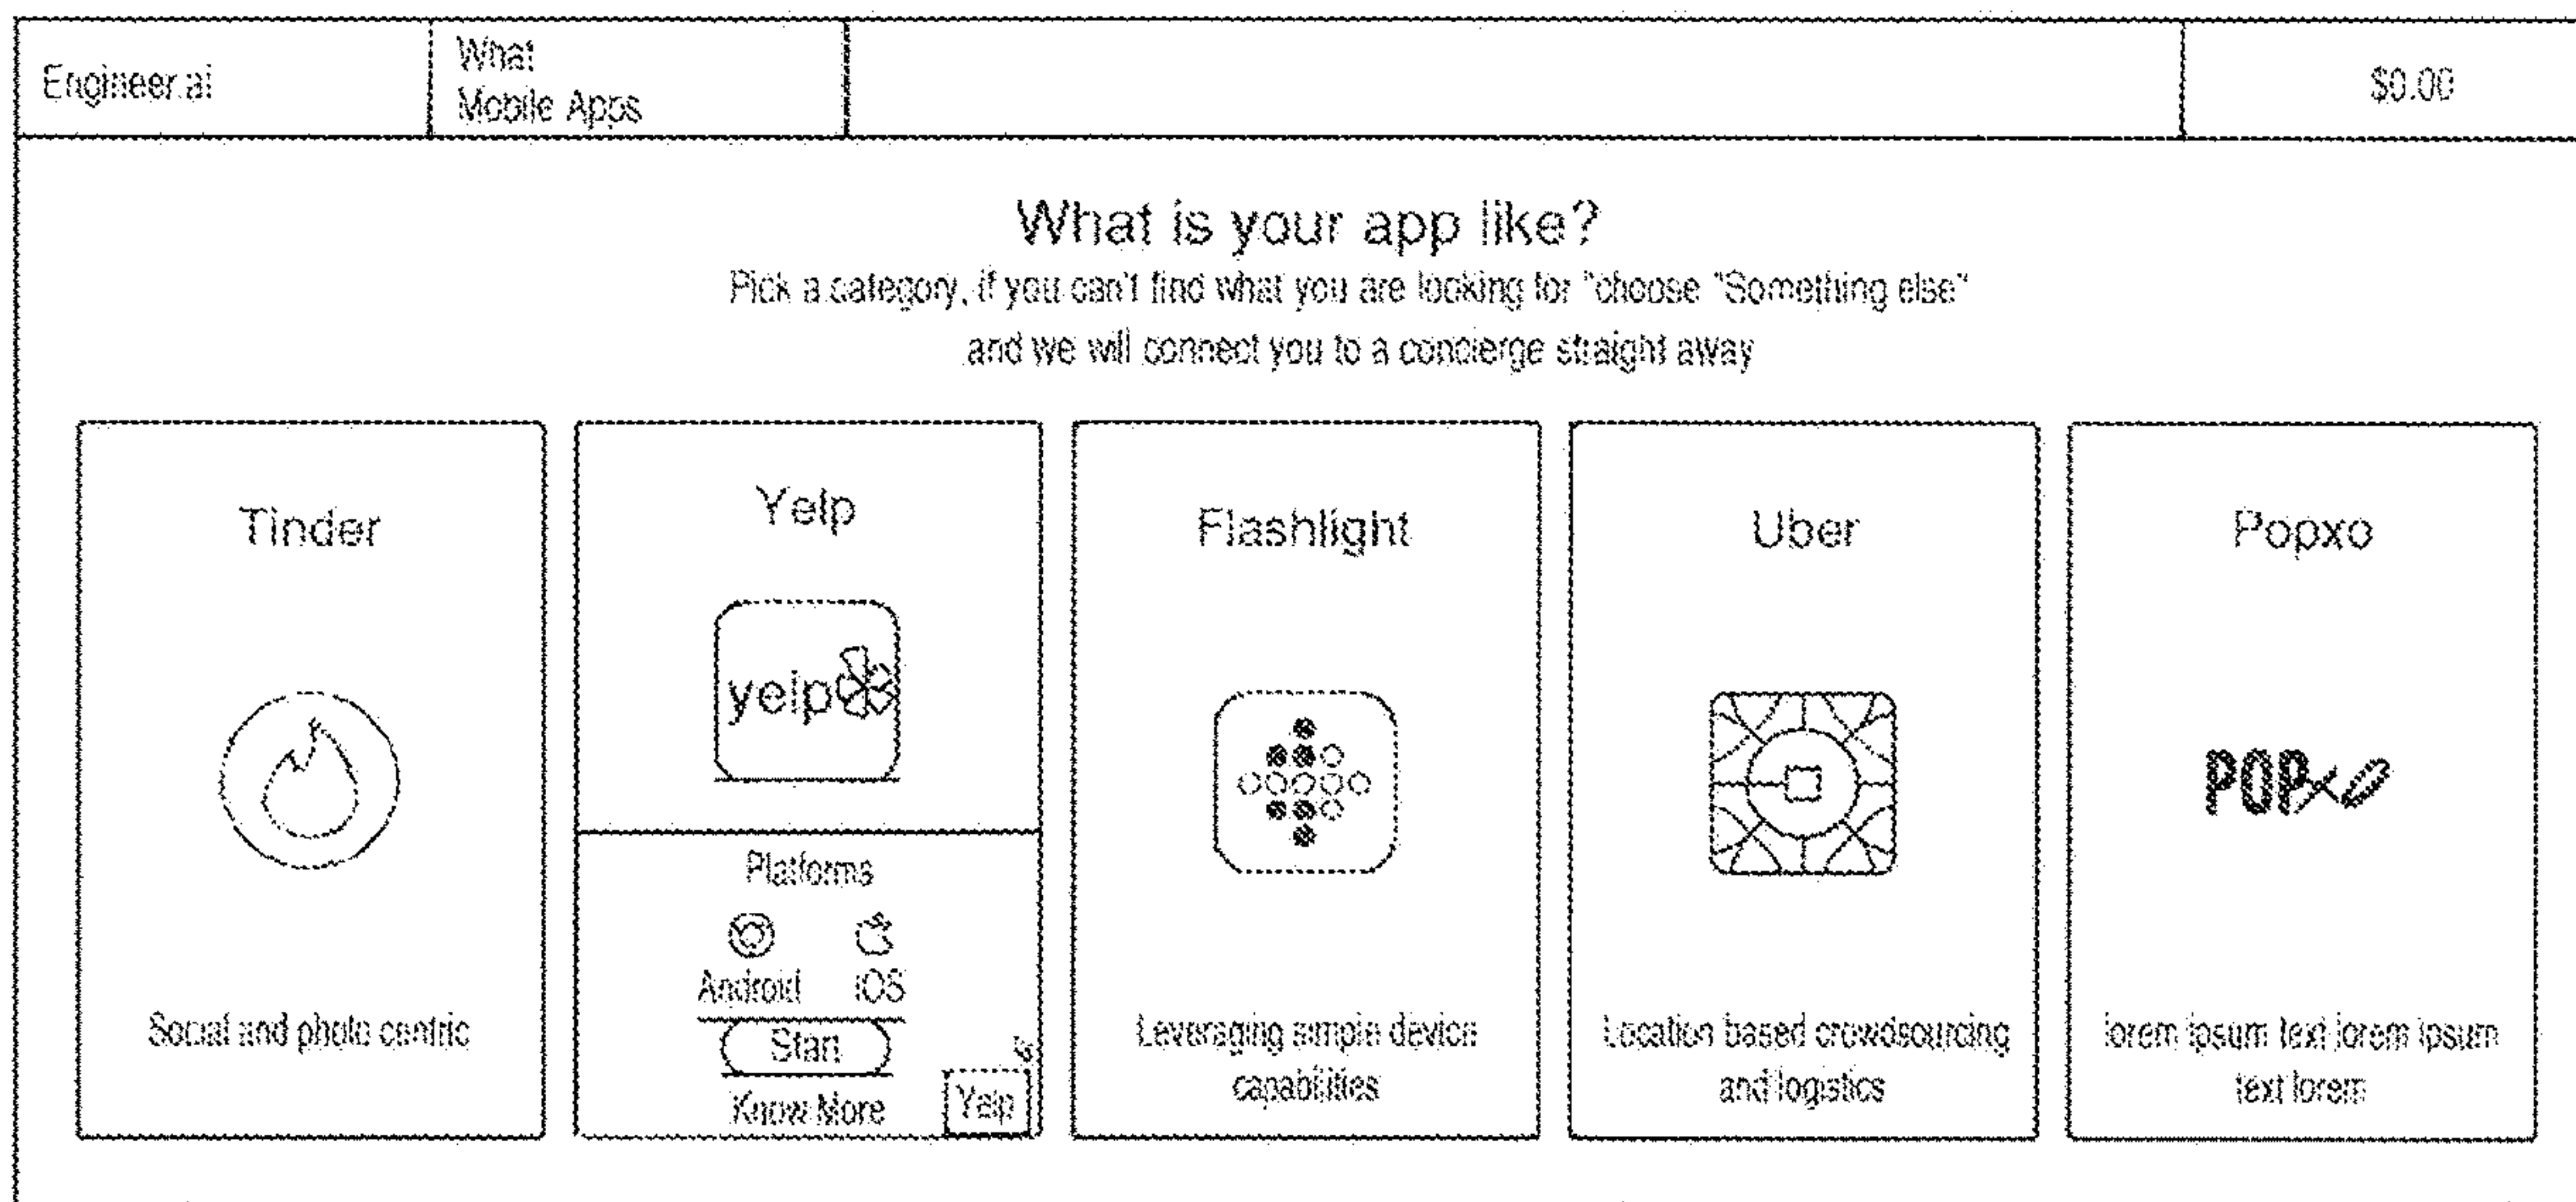 Engineer.ai
What
Mobile Apps
$0.00
What is your app like?
Pick a category, if you can't find what you are looking for "choose "Something else"
and we will connect you to a concierge straight away
Tinder
Social and photo centric
Yelp
yelp
Platforms
Android iOS
Start
Know More
Yelp
Flashlight
Leveraging simple device
capabilities
Uber
Location based crowdsourcing
and logistics
Popxo
POPxo
lorem ipsum text lorem ipsum
text lorem